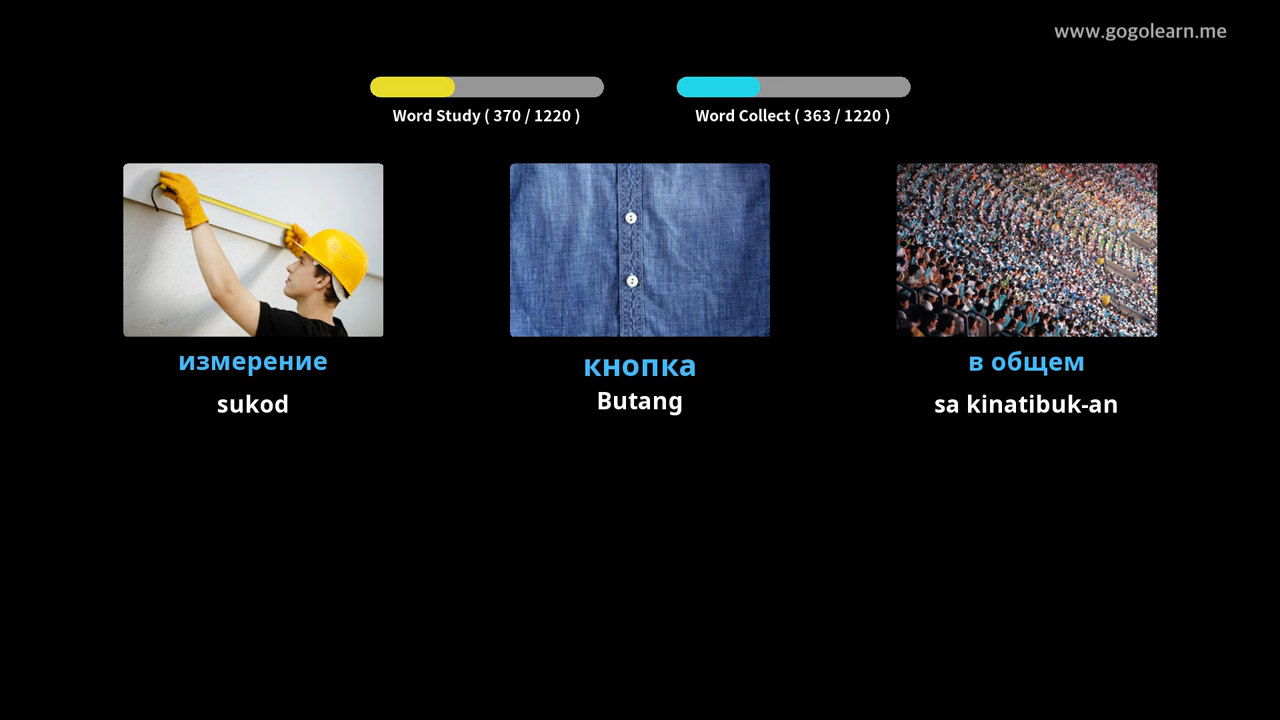 www.gogolearn.me
Word Study ( 370 / 1220 )
Word Collect ( 363 / 1220 )
измерение
sukod
кнопка
Butang
в общем
sa kinatibuk-an